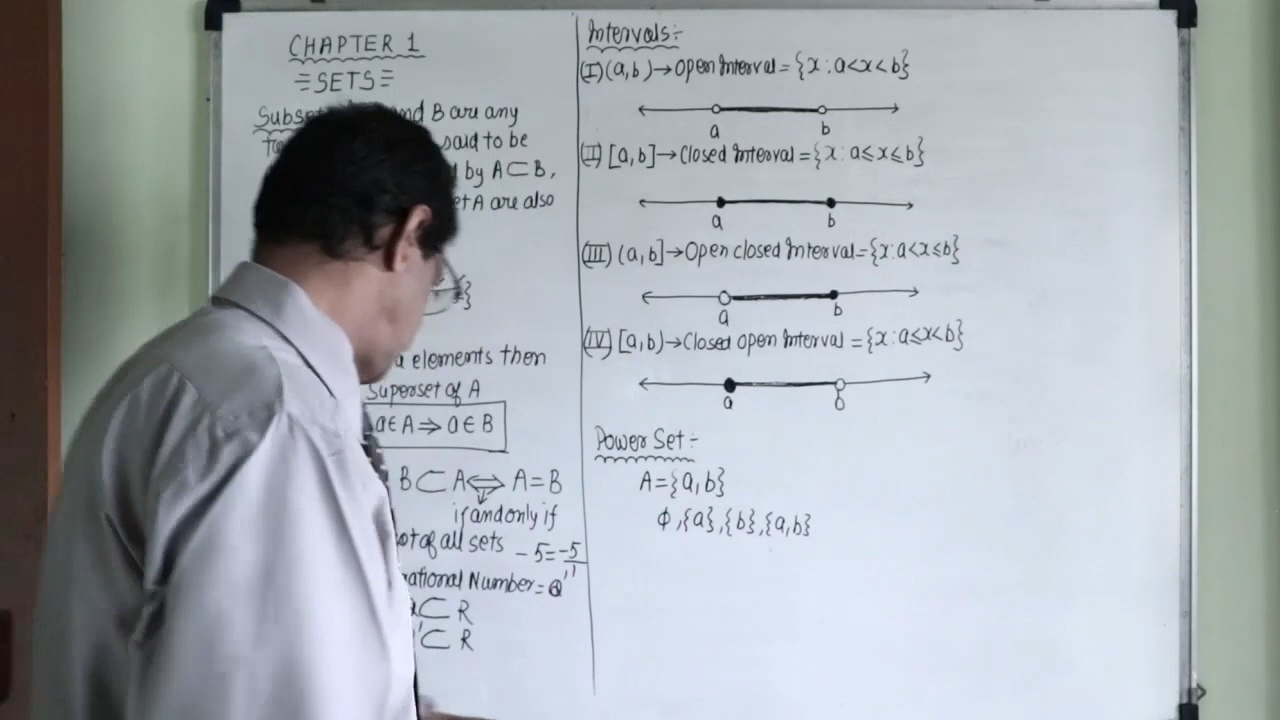 CHAPTER 1
SETS
Subset and B are any
said to be
by A⊂B,
set A are also
}
elements then
Superset of A
a∈A ⇒ a∈B
B⊂A ⇔ A=B
if and only if
of all sets -5=-5/1
Number=Q'
⊂ R
'⊂ R
Intervals:-
(I) (a,b) → Open Interval = {x : a<x<b}
a b
(II) [a,b] → Closed Interval = {x : a≤x≤b}
a b
(III) (a,b] → Open closed Interval = {x : a<x≤b}
a b
(IV) [a,b) → Closed open Interval = {x : a≤x<b}
a b
Power Set :-
A={a,b}
ϕ,{a},{b},{a,b}